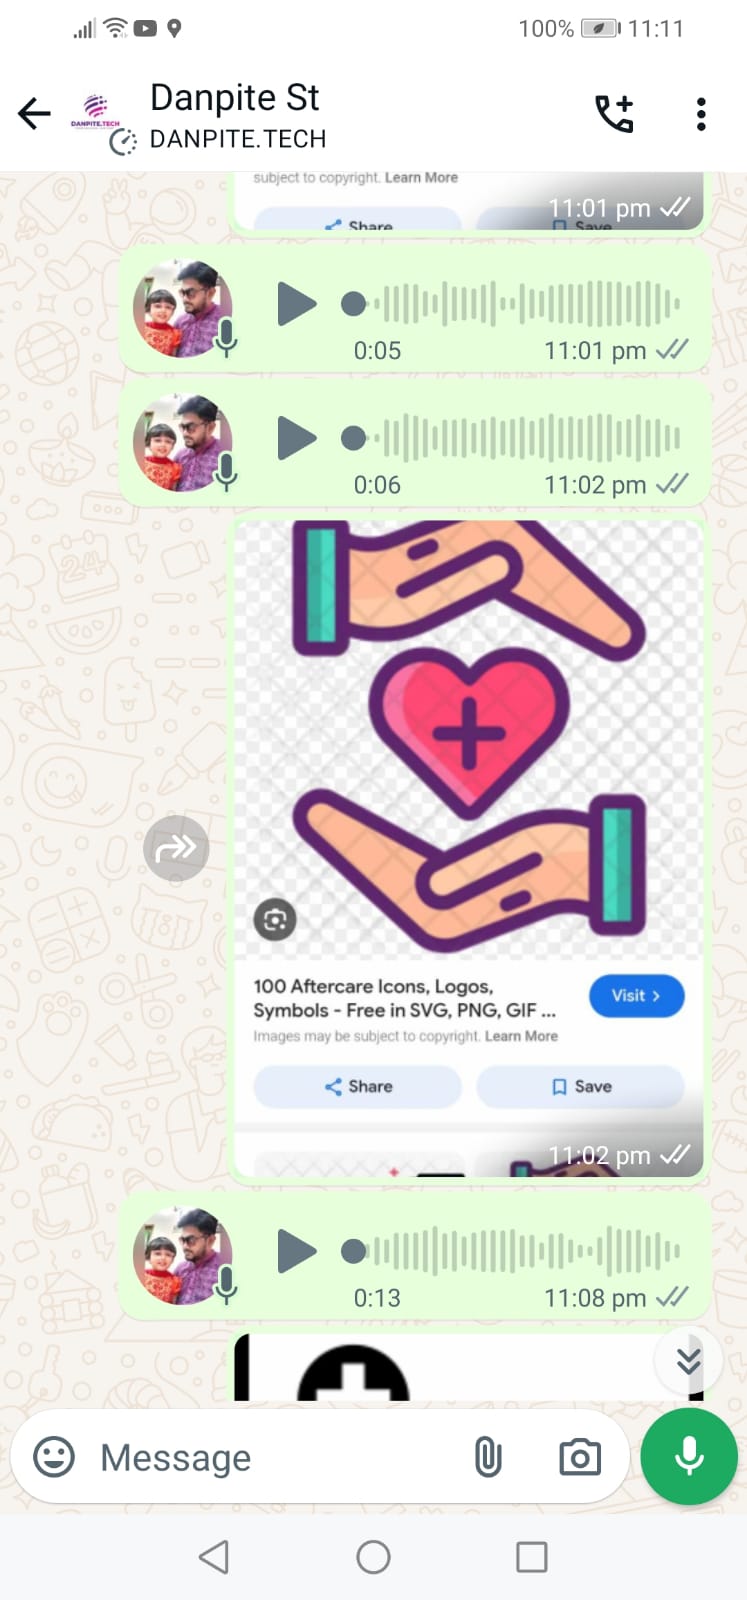 100% 11:11
Danpite St
DANPITE.TECH
DANPITE.TECH
subject to copyright. Learn More
11:01 pm
Share
Save
0:05
11:01 pm
0:06
11:02 pm
100 Aftercare Icons, Logos,
Symbols - Free in SVG, PNG, GIF ...
Visit >
Images may be subject to copyright. Learn More
Share
Save
11:02 pm
0:13
11:08 pm
Message